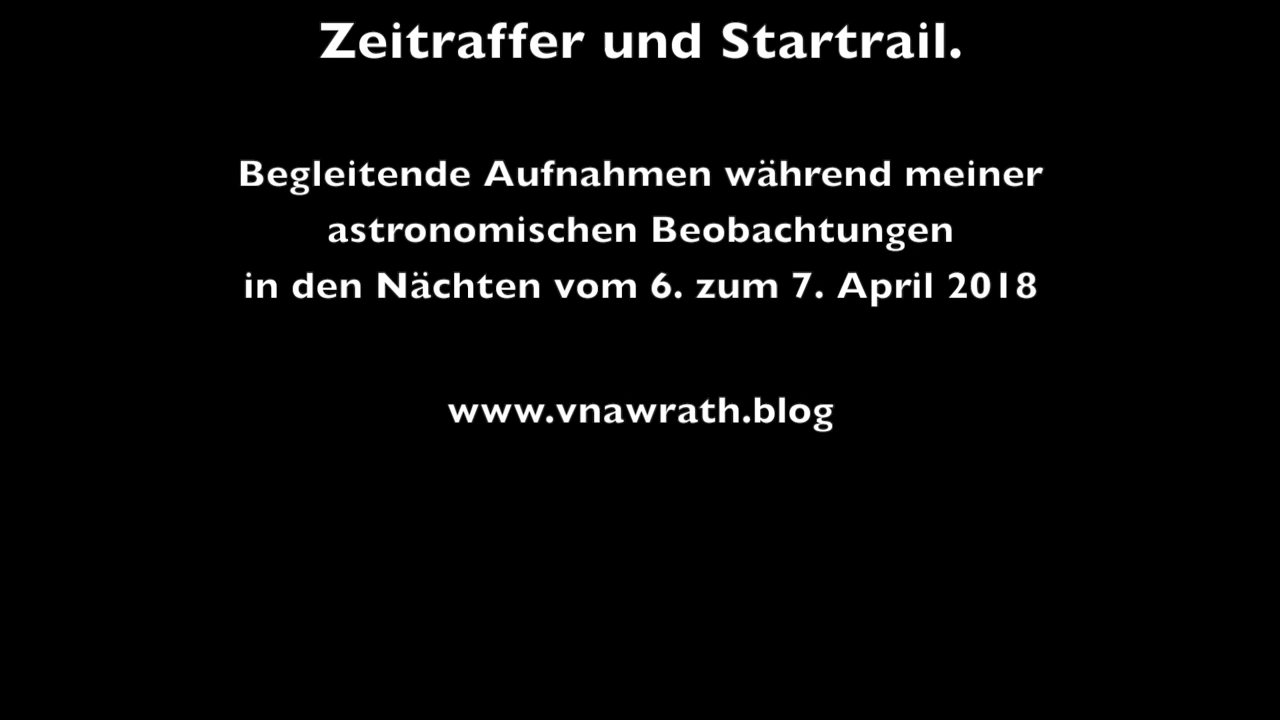 Zeitraffer und Startrail.
Begleitende Aufnahmen während meiner
astronomischen Beobachtungen
in den Nächten vom 6. zum 7. April 2018
www.vnawrath.blog